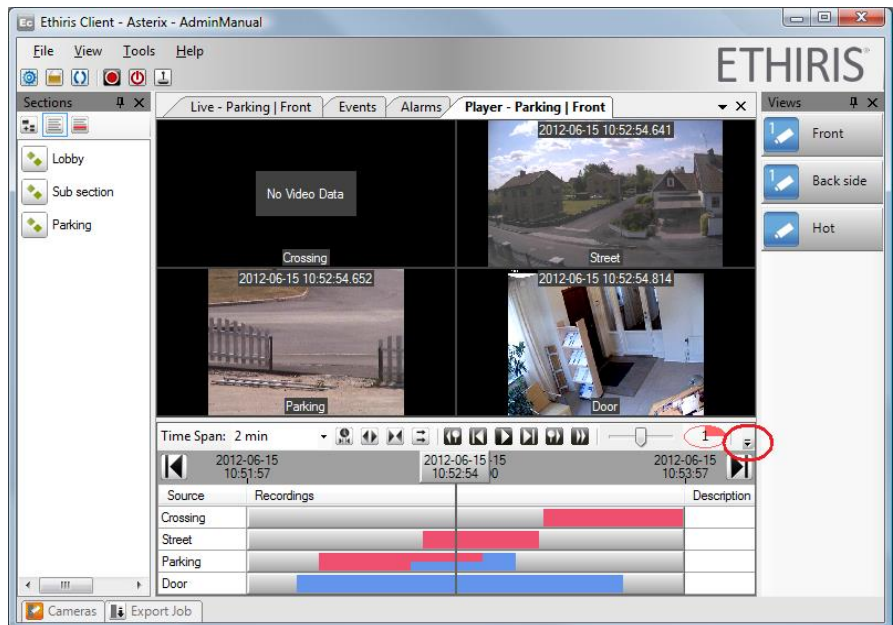 Ec Ethiris Client - Asterix - AdminManual
File View Tools Help
ETHIRIS®
Sections
Live - Parking | Front
Events
Alarms
Player - Parking | Front
Views
Lobby
Sub section
Parking
2012-06-15 10:52:54.641
No Video Data
Crossing
Street
2012-06-15 10:52:54.652
2012-06-15 10:52:54.814
Parking
Door
1 Front
1 Back side
Hot
Time Span: 2 min
1
2012-06-15
10:51:57
2012-06-15
10:52:54
2012-06-15
10:53:57
Source Recordings Description
Crossing
Street
Parking
Door
Cameras Export Job